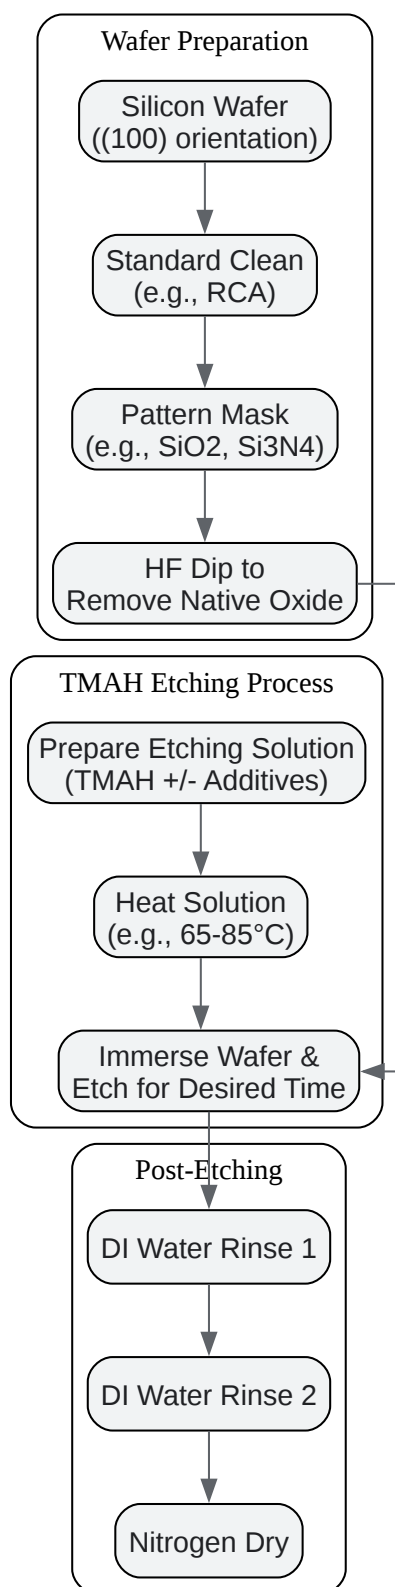 Wafer Preparation
Silicon Wafer
((100) orientation)
Standard Clean
(e.g., RCA)
Pattern Mask
(e.g., SiO2, Si3N4)
HF Dip to
Remove Native Oxide
TMAH Etching Process
Prepare Etching Solution
(TMAH +/- Additives)
Heat Solution
(e.g., 65-85°C)
Immerse Wafer &
Etch for Desired Time
Post-Etching
DI Water Rinse 1
DI Water Rinse 2
Nitrogen Dry